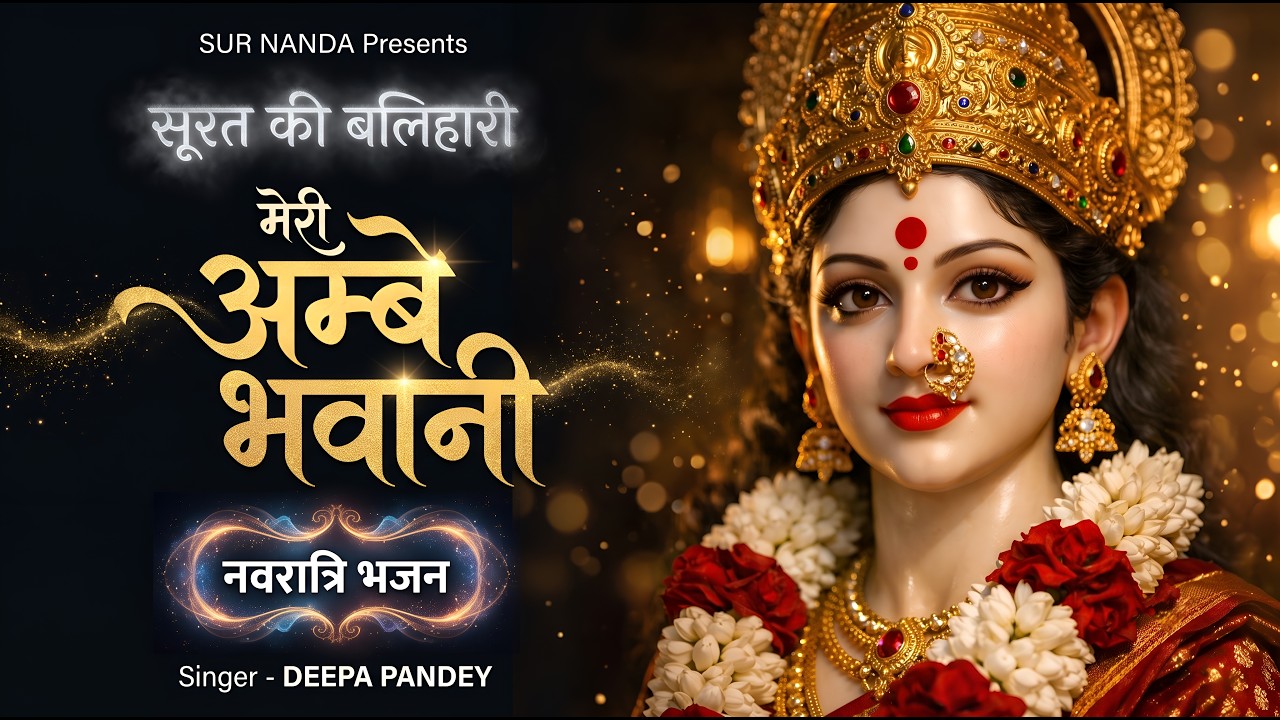 SUR NANDA Presents
सूरत की बलिहारी
मेरी
अम्बे
भवानी
नवरात्रि भजन
Singer - DEEPA PANDEY